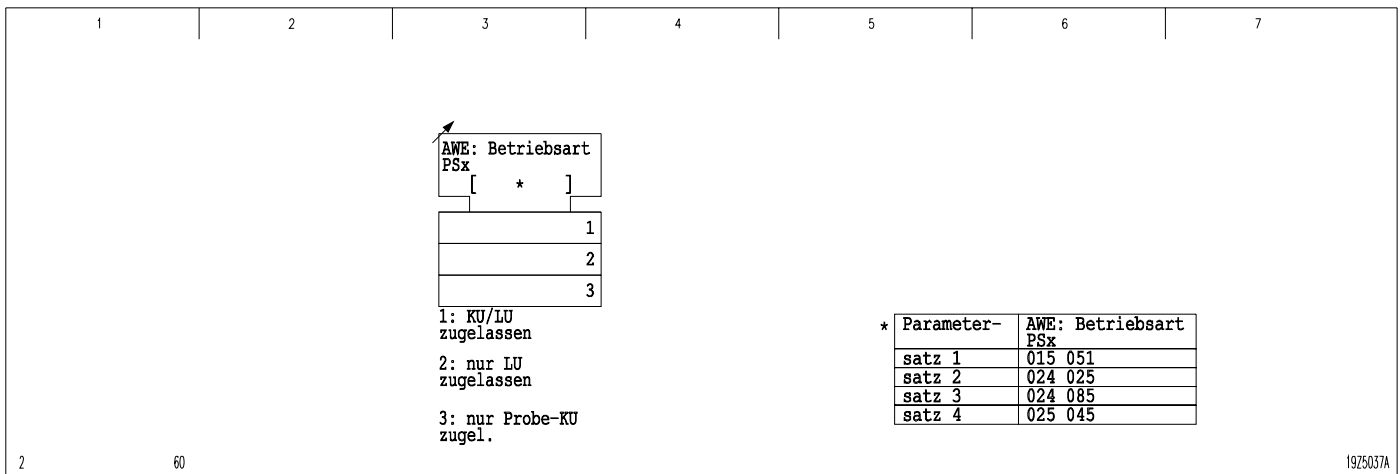 1 2 3 4 5 6 7
AWE: Betriebsart
PSx
[ * ]
1
2
3
1: KU/LU
zugelassen
2: nur LU
zugelassen
3: nur Probe-KU
zugel.
* Parameter- AWE: Betriebsart
PSx
satz 1 015 051
satz 2 024 025
satz 3 024 085
satz 4 025 045
2 60 19Z5037A